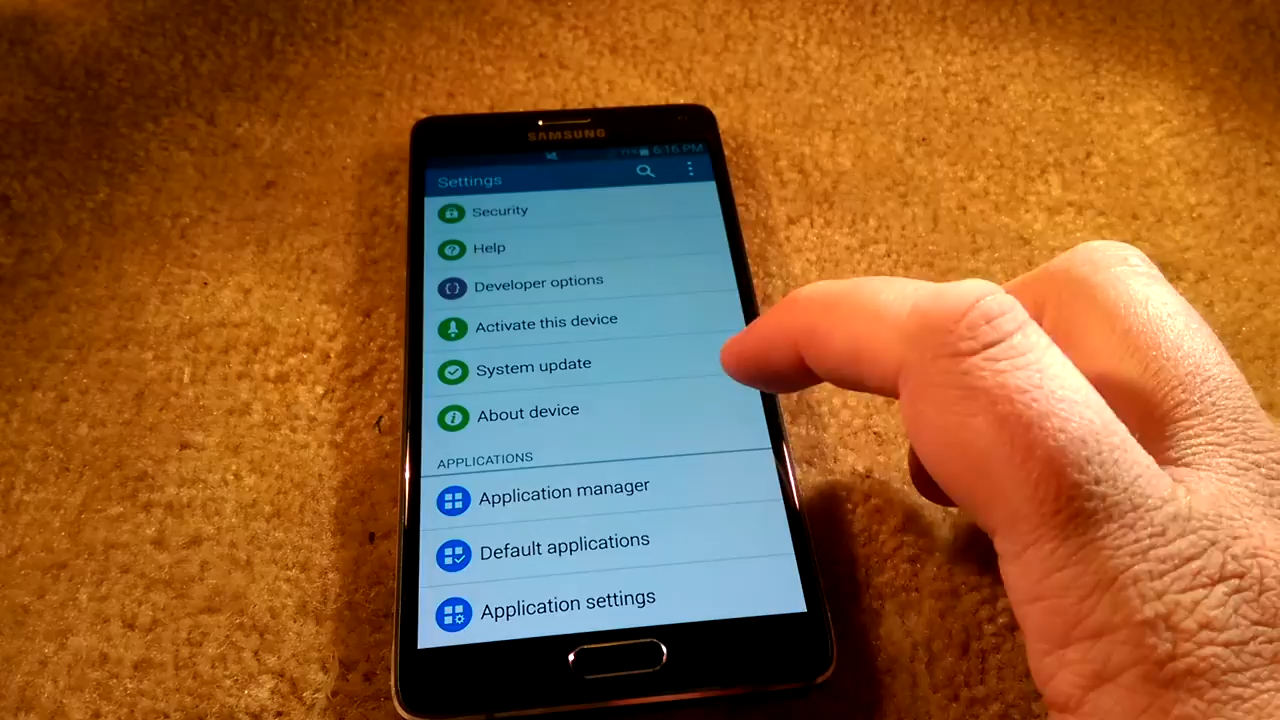 SAMSUNG
6:16 PM
Settings
Security
Help
Developer options
Activate this device
System update
About device
APPLICATIONS
Application manager
Default applications
Application settings